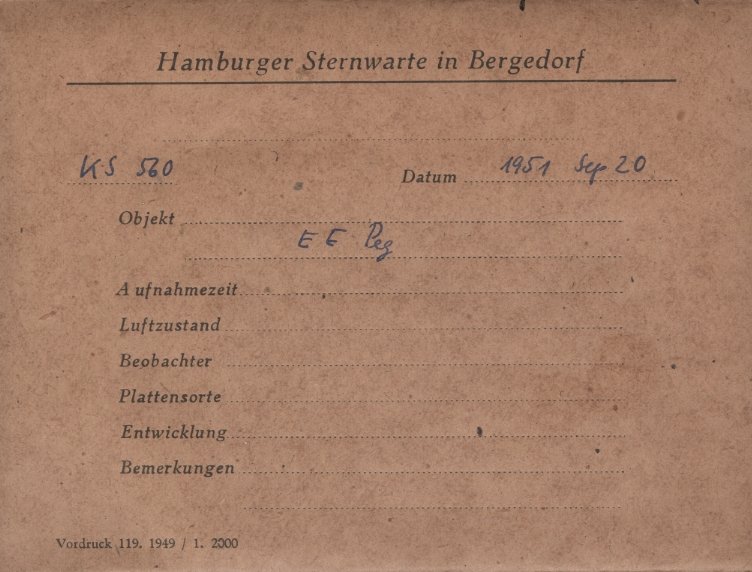 Hamburger Sternwarte in Bergedorf
KS 560 Datum 1951 Sep 20
Objekt
EE Peg
Aufnahmezeit
Luftzustand
Beobachter
Plattensorte
Entwicklung
Bemerkungen
Vordruck 119. 1949 / 1. 2000